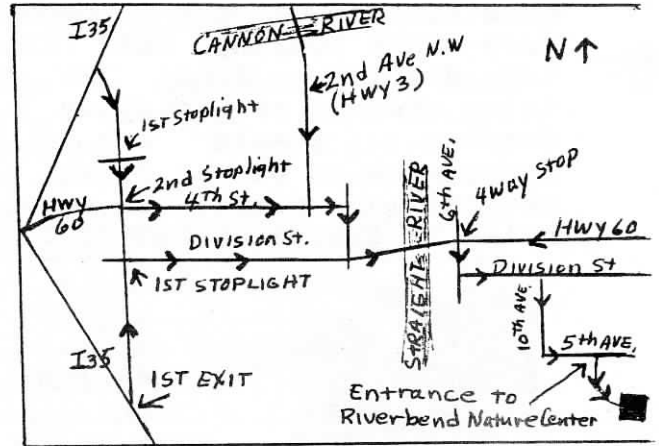 I35
CANNON RIVER
N
2nd Ave N.W
(HWY 3)
1ST Stoplight
2nd Stoplight
4TH St.
HWY
60
DIVISION St.
1ST STOPLIGHT
STRAIGHT RIVER
6th AVE.
4 WAY STOP
HWY 60
DIVISION St
10TH AVE.
5th AVE.
I35
1ST EXIT
Entrance to
Riverbend Nature Center